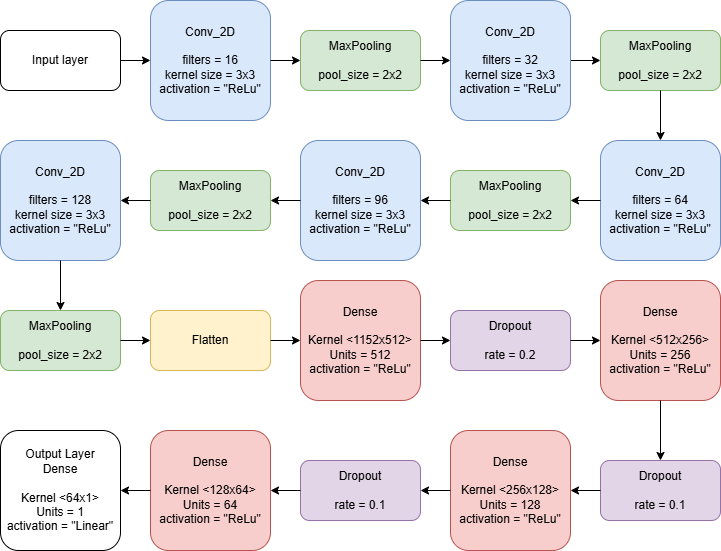 Input layer
Conv_2D
filters = 16
kernel size = 3x3
activation = "ReLu"
MaxPooling
pool_size = 2x2
Conv_2D
filters = 32
kernel size = 3x3
activation = "ReLu"
MaxPooling
pool_size = 2x2
Conv_2D
filters = 64
kernel size = 3x3
activation = "ReLu"
MaxPooling
pool_size = 2x2
Conv_2D
filters = 96
kernel size = 3x3
activation = "ReLu"
MaxPooling
pool_size = 2x2
Conv_2D
filters = 128
kernel size = 3x3
activation = "ReLu"
MaxPooling
pool_size = 2x2
Flatten
Dense
Kernel <1152x512>
Units = 512
activation = "ReLu"
Dropout
rate = 0.2
Dense
Kernel <512x256>
Units = 256
activation = "ReLu"
Dropout
rate = 0.1
Dense
Kernel <256x128>
Units = 128
activation = "ReLu"
Dropout
rate = 0.1
Dense
Kernel <128x64>
Units = 64
activation = "ReLu"
Output Layer
Dense
Kernel <64x1>
Units = 1
activation = "Linear"